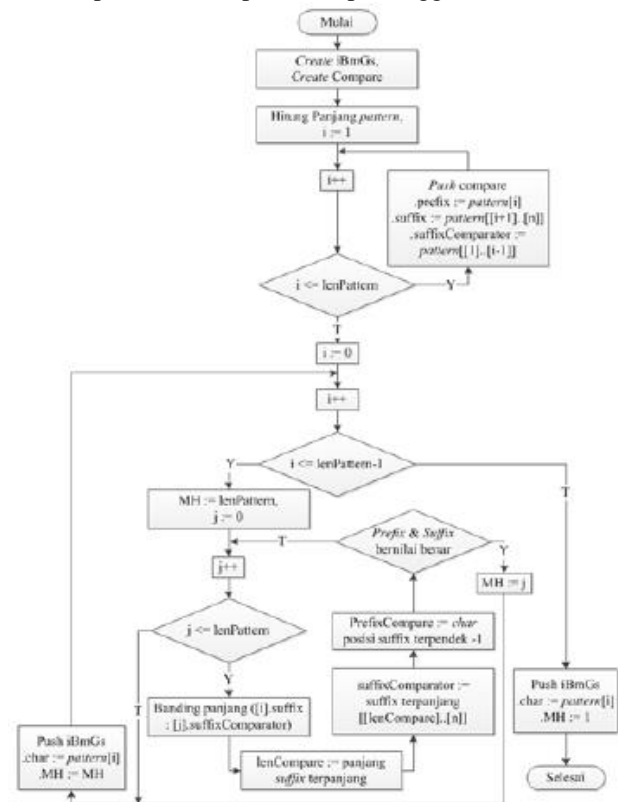 Mulai
Create iBmGs,
Create Compare
Hitung Panjang pattern,
i := 1
i++
Push compare
.prefix := pattern[i]
.suffix := pattern[[i+1]..[n]]
.suffixComparator :=
pattern[[1]..[i-1]]
i <= lenPattern
Y
T
i := 0
i++
i <= lenPattern-1
Y
T
MH := lenPattern,
j := 0
Prefix & Suffix
bernilai benar
T
Y
j++
MH := j
j <= lenPattern
PrefixCompare := char
posisi suffix terpendek -1
Y
T
Banding panjang ([i].suffix
: [j].suffixComparator)
suffixComparator :=
suffix terpanjang
[[lenCompare]..[n]]
Push iBmGs
.char := pattern[i]
.MH := 1
Push iBmGs
.char := pattern[i]
.MH := MH
lenCompare := panjang
suffix terpanjang
Selesai